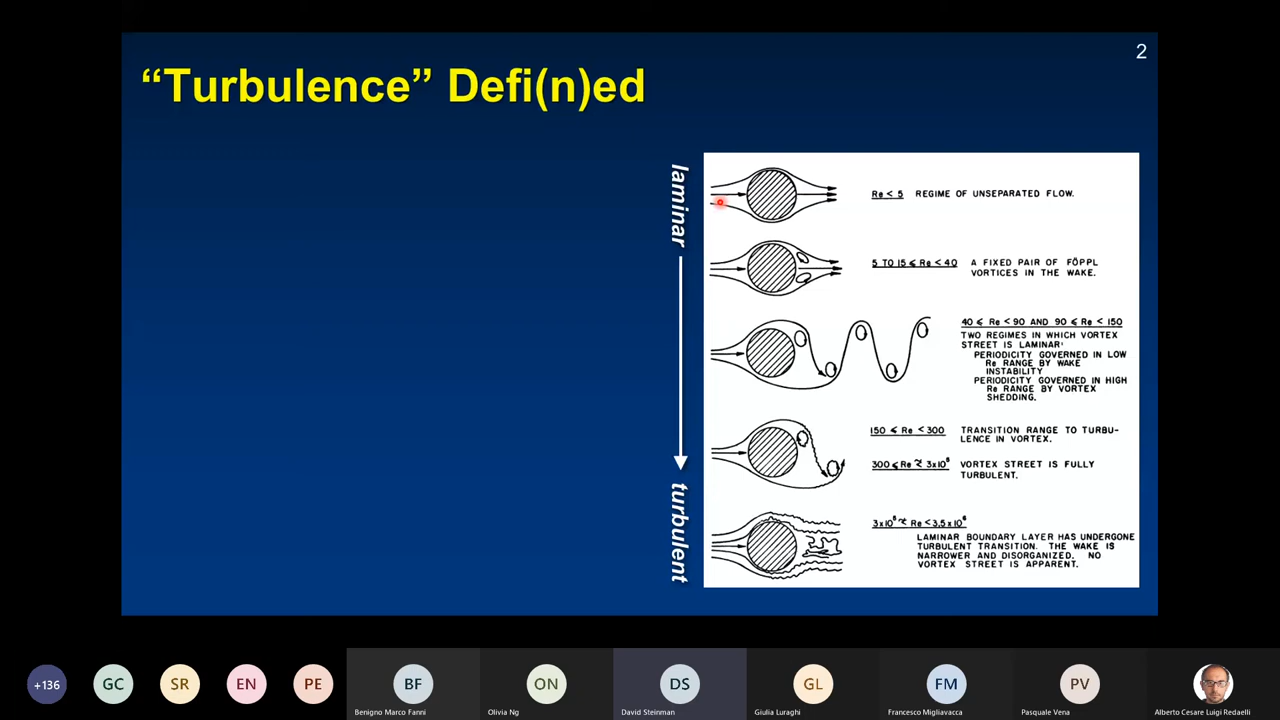 2
“Turbulence” Defi(n)ed
laminar
turbulent
Re < 5 REGIME OF UNSEPARATED FLOW.
5 TO 15 ⩽ Re < 40 A FIXED PAIR OF FÖPPL
VORTICES IN THE WAKE.
40 ⩽ Re < 90 AND 90 ⩽ Re < 150
TWO REGIMES IN WHICH VORTEX
STREET IS LAMINAR:
PERIODICITY GOVERNED IN LOW
Re RANGE BY WAKE
INSTABILITY
PERIODICITY GOVERNED IN HIGH
Re RANGE BY VORTEX
SHEDDING.
150 ⩽ Re < 300 TRANSITION RANGE TO TURBU-
LENCE IN VORTEX.
300 ⩽ Re ≈ VORTEX STREET IS FULLY
TURBULENT.
Re < 3.5x10⁶
LAMINAR BOUNDARY LAYER HAS UNDERGONE
TURBULENT TRANSITION. THE WAKE IS
NARROWER AND DISORGANIZED. NO
VORTEX STREET IS APPARENT.
+136 GC SR EN PE BF ON DS GL FM PV
Benigno Marco Fanni Olivia Ng David Steinman Giulia Luraghi Francesco Migliavacca Pasquale Vena Alberto Cesare Luigi Redaelli